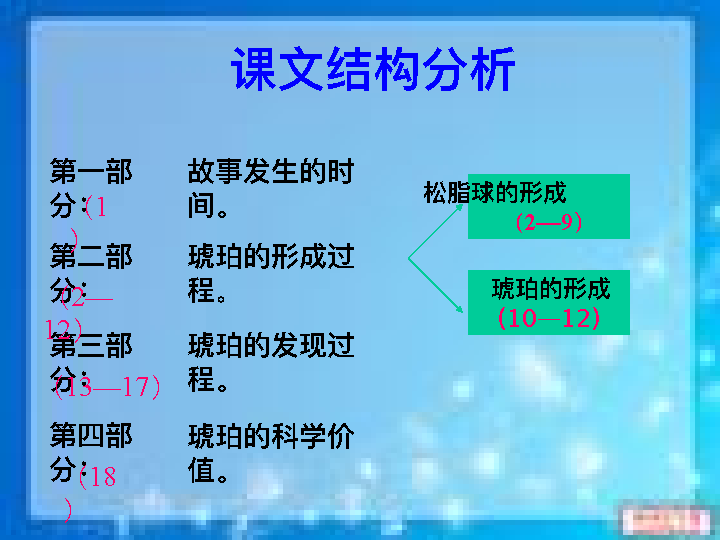 课文结构分析
第一部
分：
（1
）
故事发生的时
间。
第二部
分：
（2—
12）
琥珀的形成过
程。
第三部
分：
（13—17）
琥珀的发现过
程。
第四部
分：
（18
）
琥珀的科学价
值。
松脂球的形成
（2—9）
琥珀的形成
（10—12）